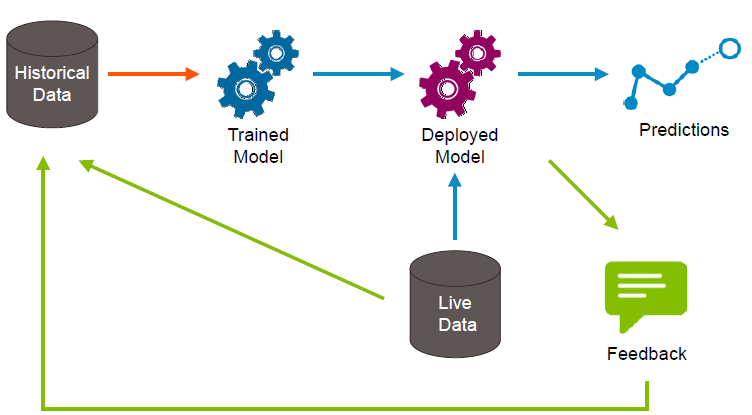 Historical
Data
Trained
Model
Deployed
Model
Predictions
Live
Data
Feedback